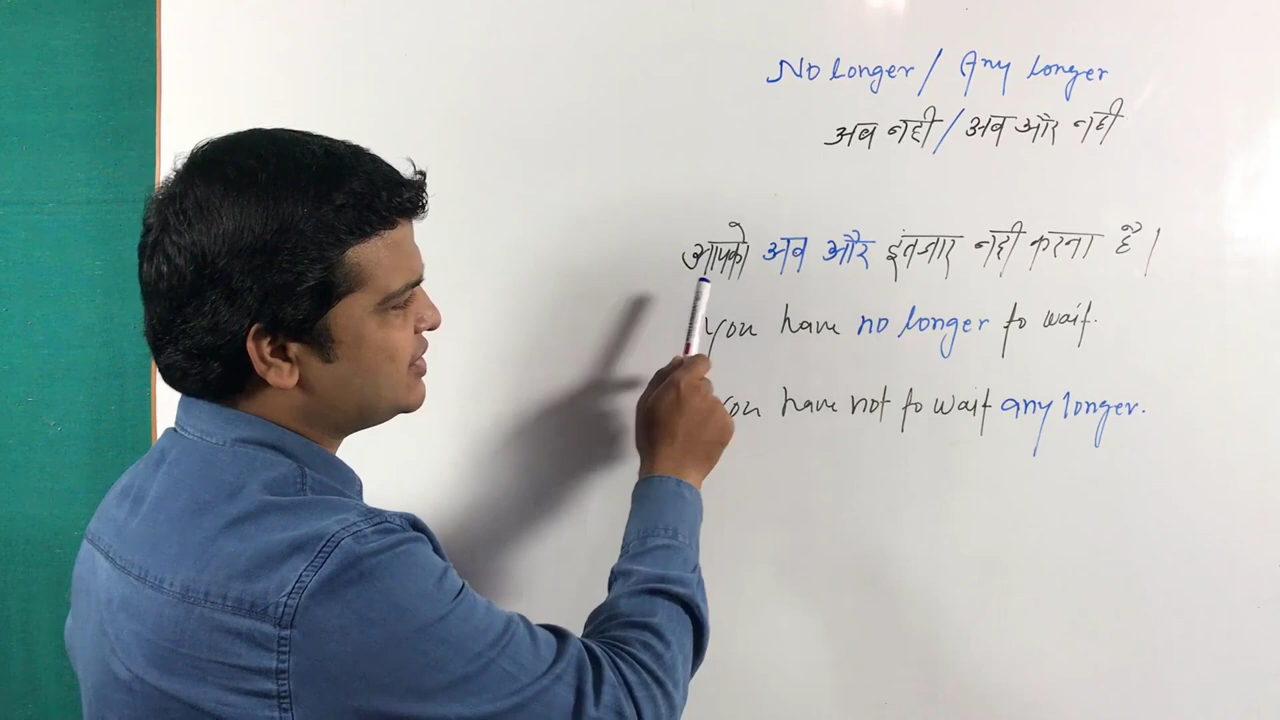 No longer / Any longer
अब नही / अब और नही
आपको अब और इंतजार नही करना है।
you have no longer to wait.
you have not to wait any longer.